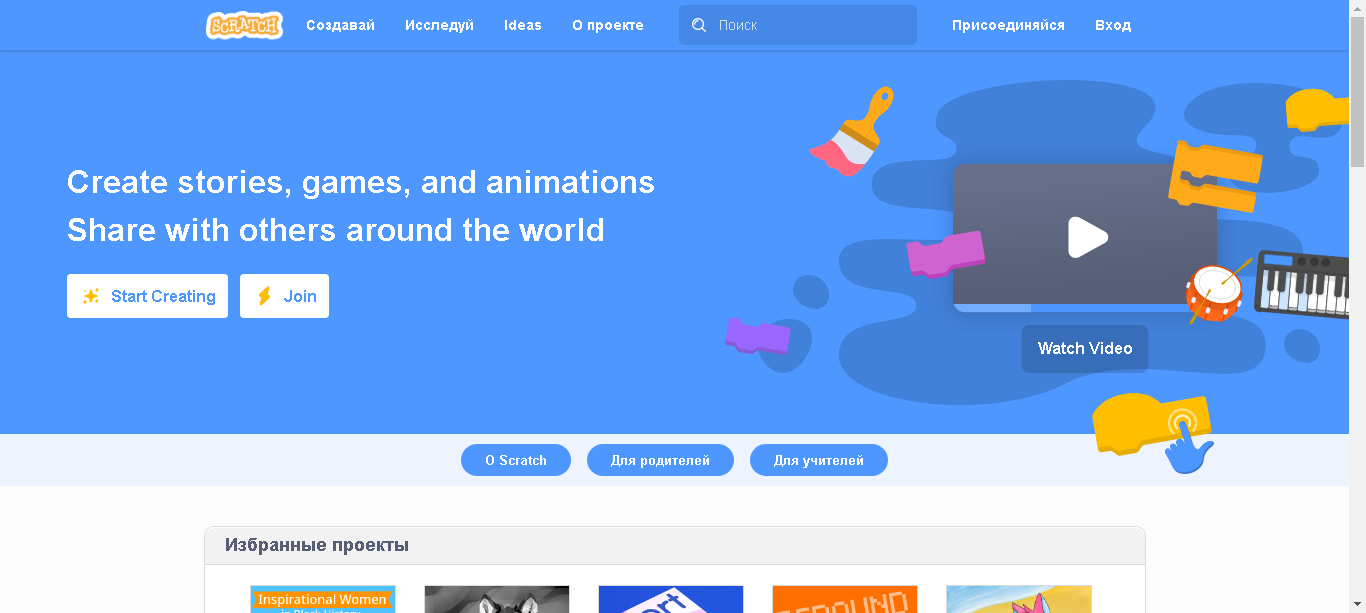 SCRATCH
Создавай
Исследуй
Ideas
О проекте
Поиск
Присоединяйся
Вход
Create stories, games, and animations
Share with others around the world
Start Creating
Join
Watch Video
О Scratch
Для родителей
Для учителей
Избранные проекты
Inspirational Women
in Black History